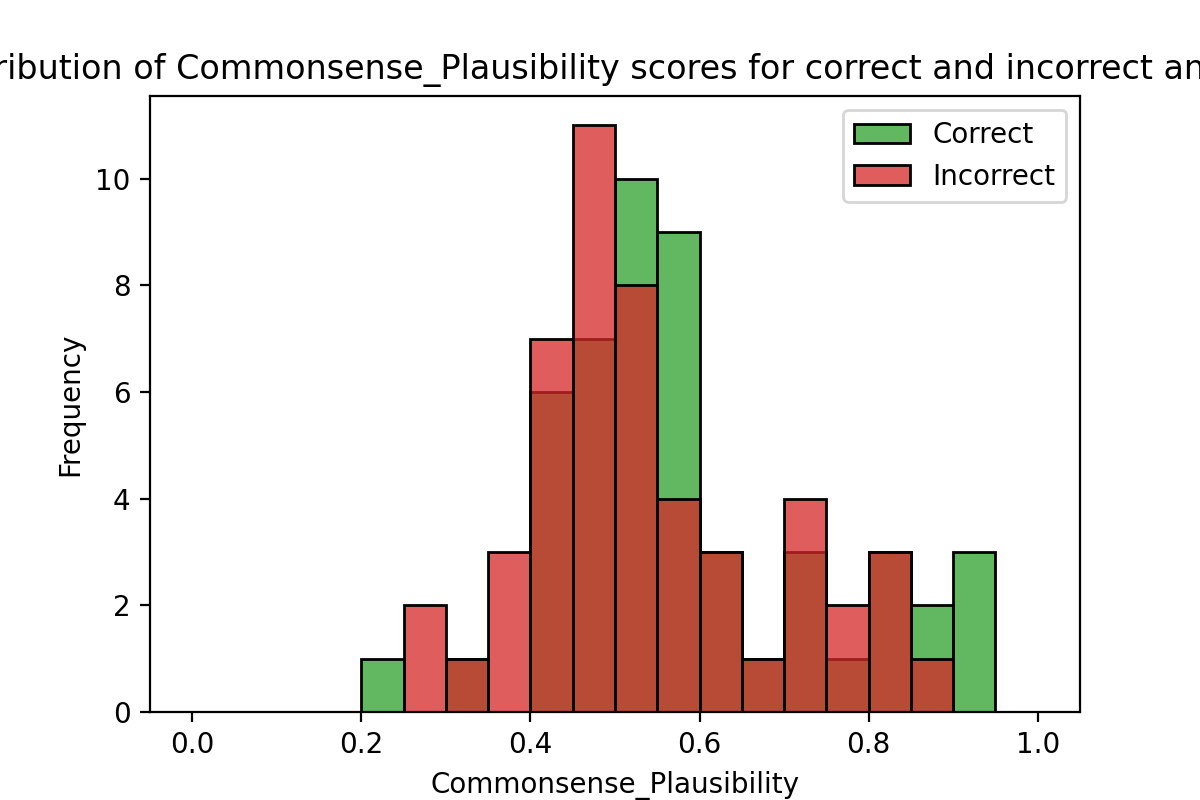 ribution of Commonsense_Plausibility scores for correct and incorrect an
Correct
Incorrect
10
8
6
4
2
0
Frequency
0.0 0.2 0.4 0.6 0.8 1.0
Commonsense_Plausibility